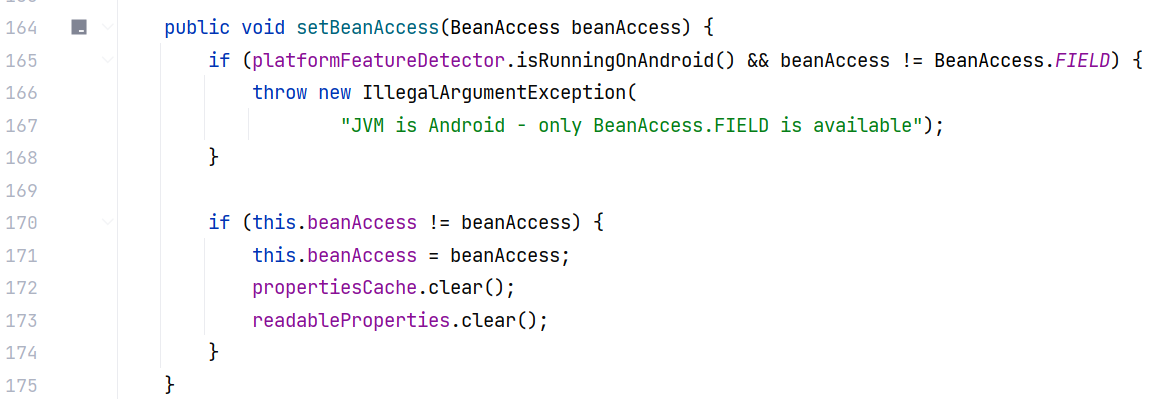 164 public void setBeanAccess(BeanAccess beanAccess) {
165 if (platformFeatureDetector.isRunningOnAndroid() && beanAccess != BeanAccess.FIELD) {
166 throw new IllegalArgumentException(
167 "JVM is Android - only BeanAccess.FIELD is available");
168 }
169
170 if (this.beanAccess != beanAccess) {
171 this.beanAccess = beanAccess;
172 propertiesCache.clear();
173 readableProperties.clear();
174 }
175 }